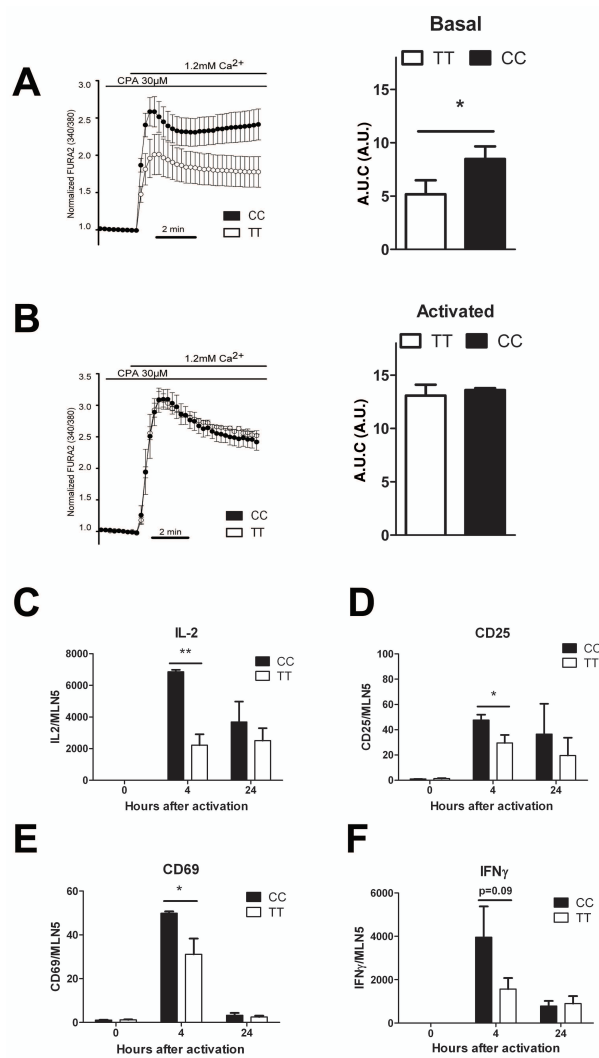 A
1.2mM Ca2+
CPA 30µM
Normalized FURA2 (340/380)
3.0
2.5
2.0
1.5
1.0
CC
TT
2 min
Basal
TT CC
*
A.U.C (A.U.)
15
10
5
0
B
1.2mM Ca2+
CPA 30µM
Normalized FURA2 (340/380)
3.5
3.0
2.5
2.0
1.5
1.0
CC
TT
2 min
Activated
TT CC
A.U.C (A.U.)
15
10
5
0
C
IL-2
CC
TT
**
IL2/MLN5
8000
6000
4000
2000
0
0 4 24
Hours after activation
D
CD25
CC
TT
*
CD25/MLN5
100
80
60
40
20
0
0 4 24
Hours after activation
E
CD69
CC
TT
*
CD69/MLN5
60
40
20
0
0 4 24
Hours after activation
F
IFNγ
p=0.09
CC
TT
IFNγ/MLN5
6000
4000
2000
0
0 4 24
Hours after activation